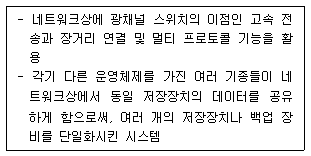 - 네트워크상에 광채널 스위치의 이점인 고속 전
송과 장거리 연결 및 멀티 프로토콜 기능을 활
용
- 각기 다른 운영체제를 가진 여러 기종들이 네
트워크상에서 동일 저장장치의 데이터를 공유
하게 함으로써, 여러 개의 저장장치나 백업 장
비를 단일화시킨 시스템